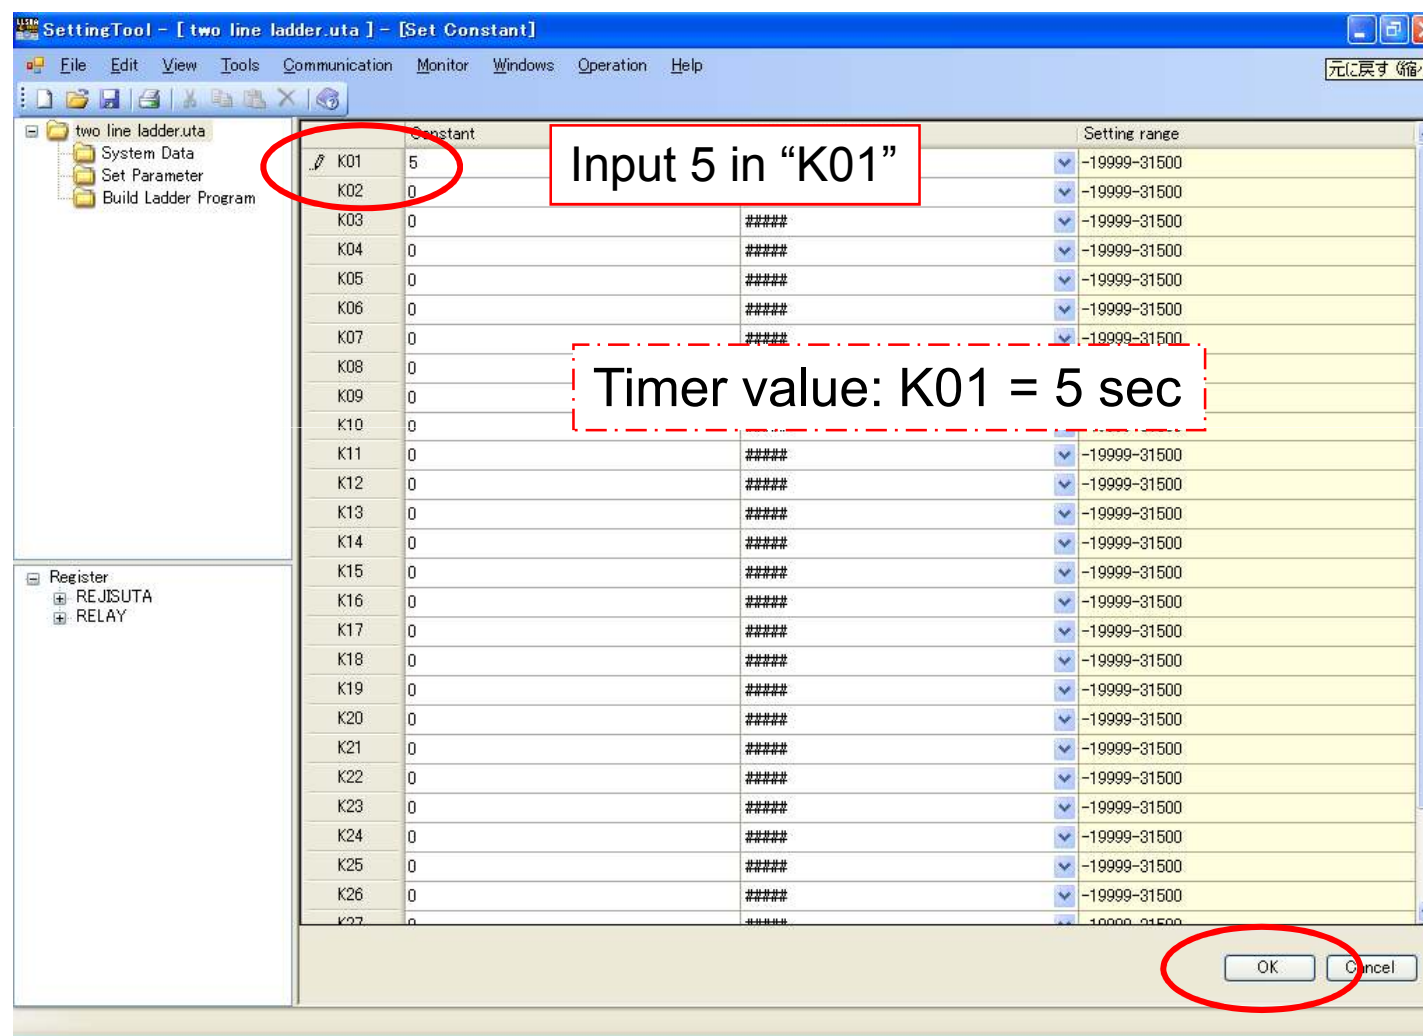 SettingTool - [ two line ladder.uta ] - [Set Constant]
File Edit View Tools Communication Monitor Windows Operation Help
元に戻す (縮
two line ladder.uta
System Data
Set Parameter
Build Ladder Program
Register
REJISUTA
RELAY
Constant Setting range
K01 5 -19999-31500
Input 5 in “K01”
K02 0 -19999-31500
K03 0 ##### -19999-31500
K04 0 ##### -19999-31500
K05 0 ##### -19999-31500
K06 0 ##### -19999-31500
K07 0 ##### -19999-31500
K08 0
Timer value: K01 = 5 sec
K09 0
K10 0
K11 0 ##### -19999-31500
K12 0 ##### -19999-31500
K13 0 ##### -19999-31500
K14 0 ##### -19999-31500
K15 0 ##### -19999-31500
K16 0 ##### -19999-31500
K17 0 ##### -19999-31500
K18 0 ##### -19999-31500
K19 0 ##### -19999-31500
K20 0 ##### -19999-31500
K21 0 ##### -19999-31500
K22 0 ##### -19999-31500
K23 0 ##### -19999-31500
K24 0 ##### -19999-31500
K25 0 ##### -19999-31500
K26 0 ##### -19999-31500
K27 0 ##### -19999-31500
OK Cancel